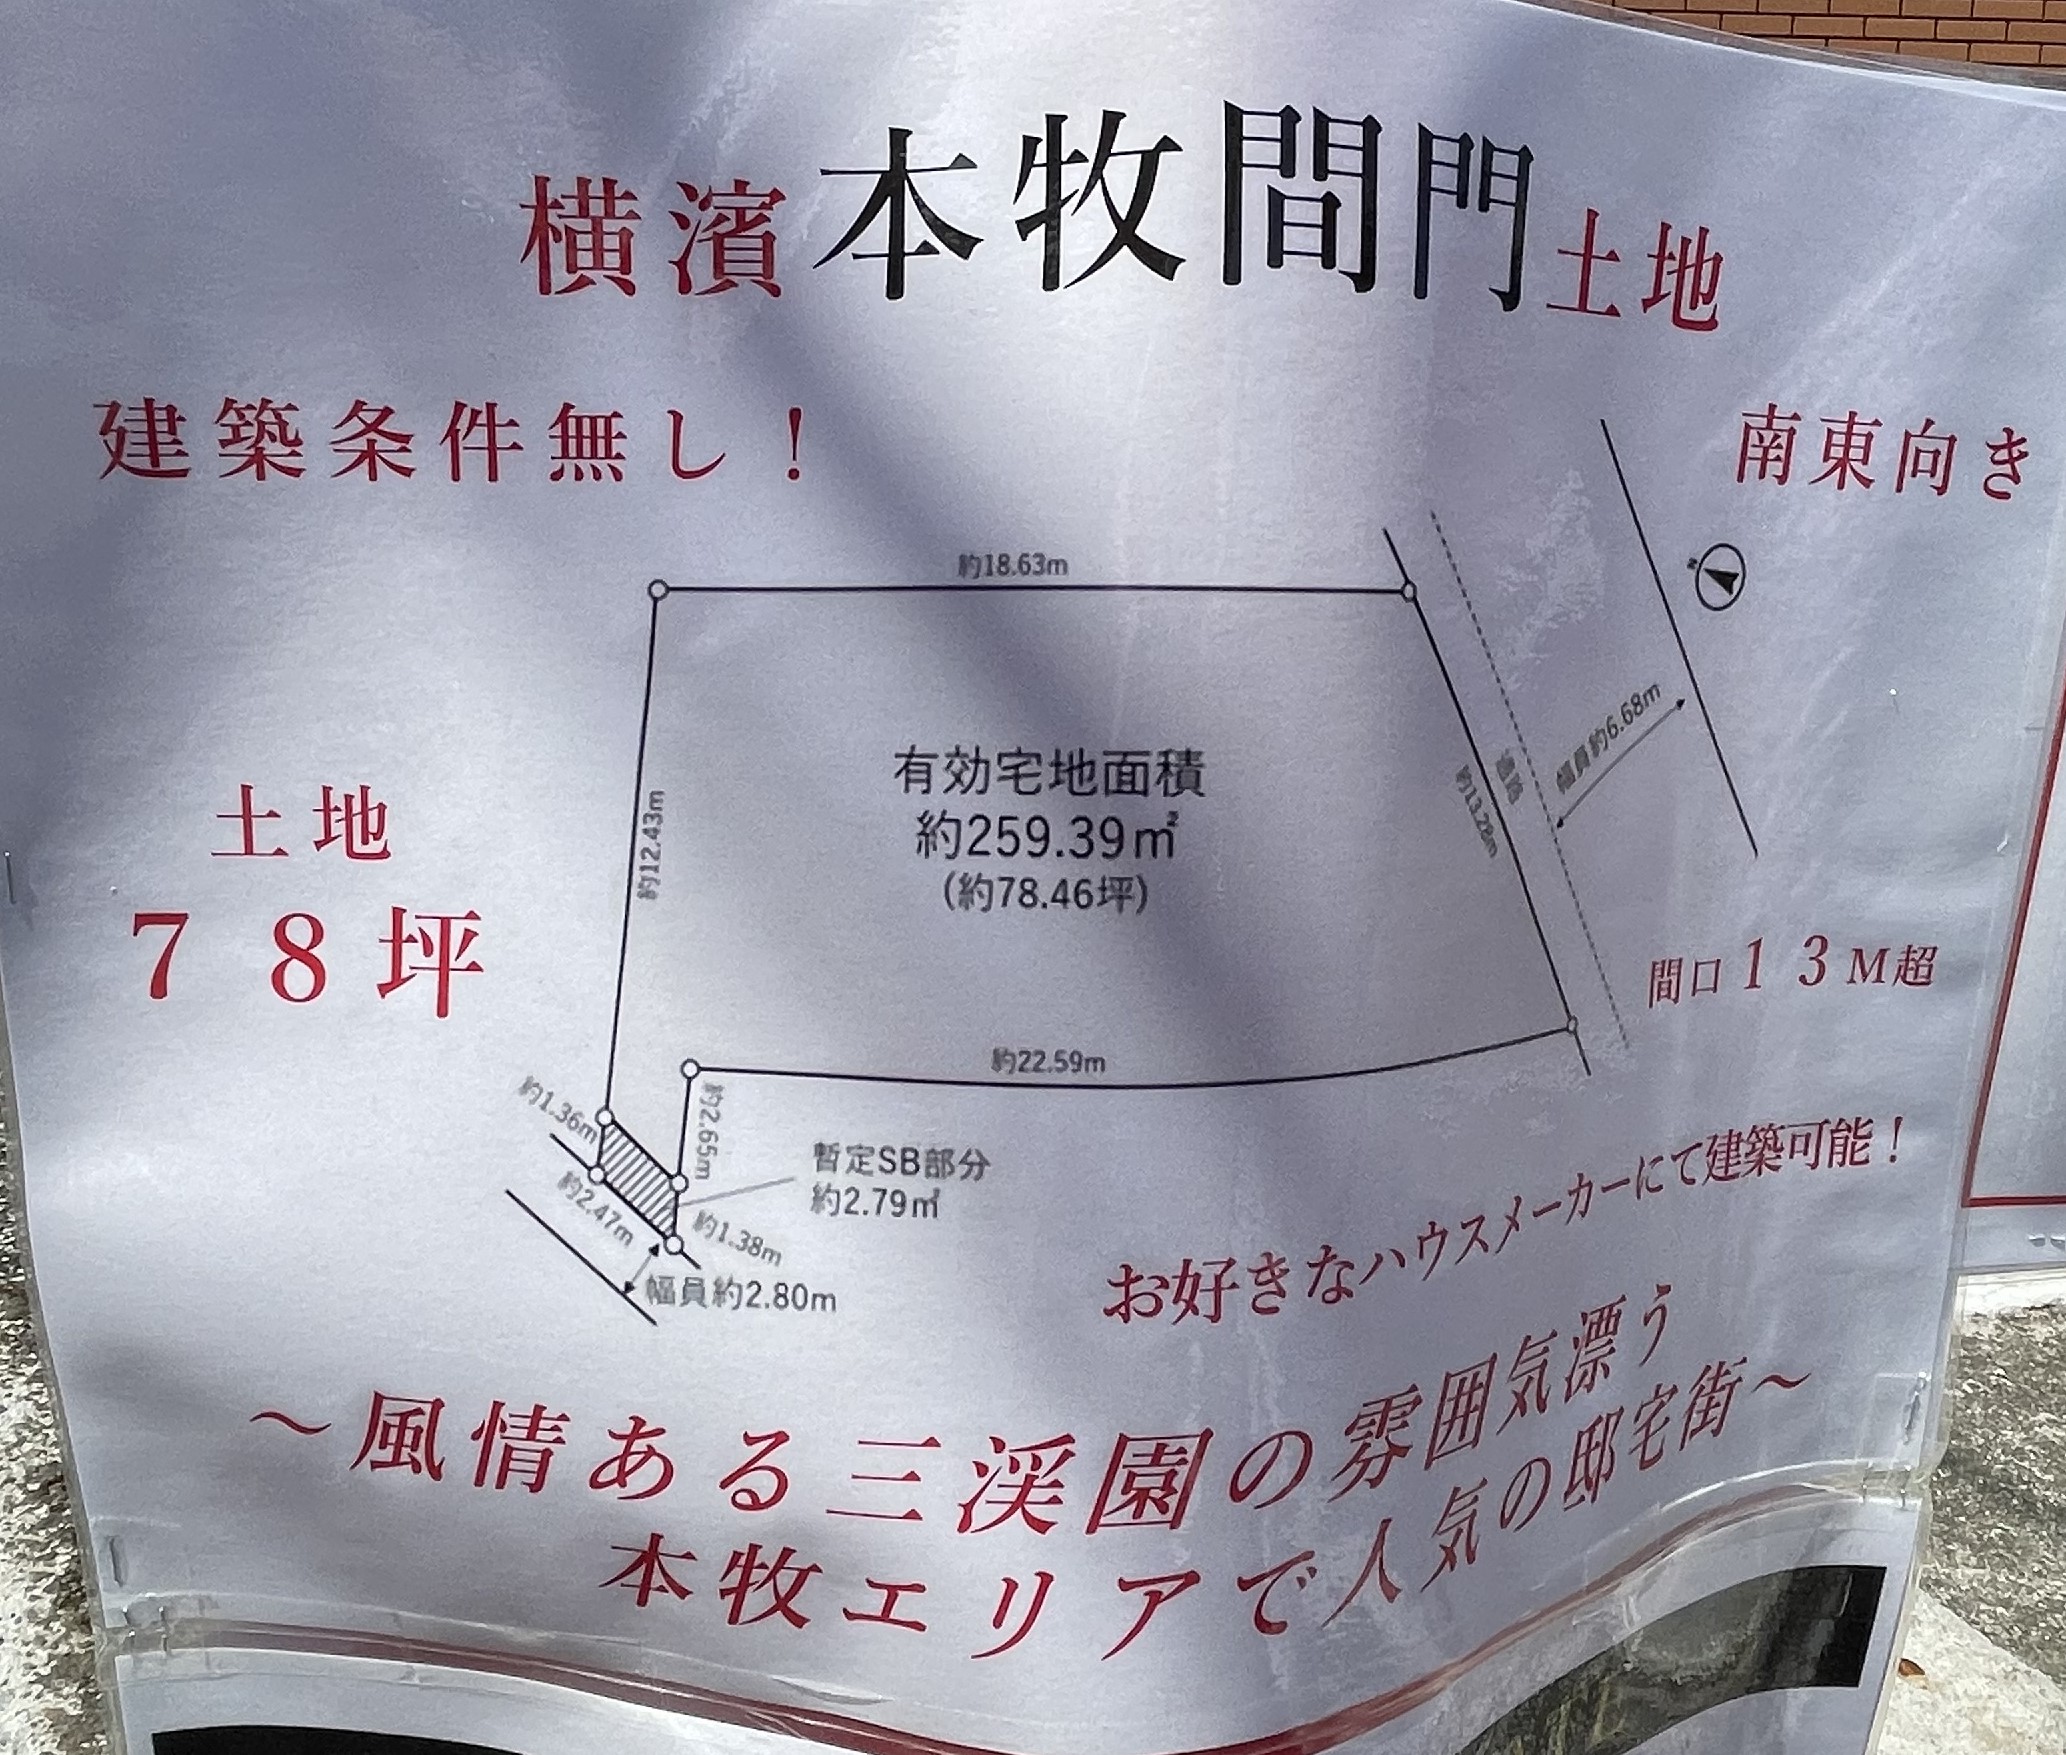 横濱本牧間門土地
建築条件無し！
南東向き
N
約18.63m
幅員約6.68m
道路
約13.28m
有効宅地面積
約259.39㎡
(約78.46坪)
約12.43m
土地
７８坪
間口１３M超
約22.59m
約1.36m
約2.65m
暫定SB部分
約2.79㎡
約2.47m
約1.38m
幅員約2.80m
お好きなハウスメーカーにて建築可能！
～風情ある三渓園の雰囲気漂う
本牧エリアで人気の邸宅街～